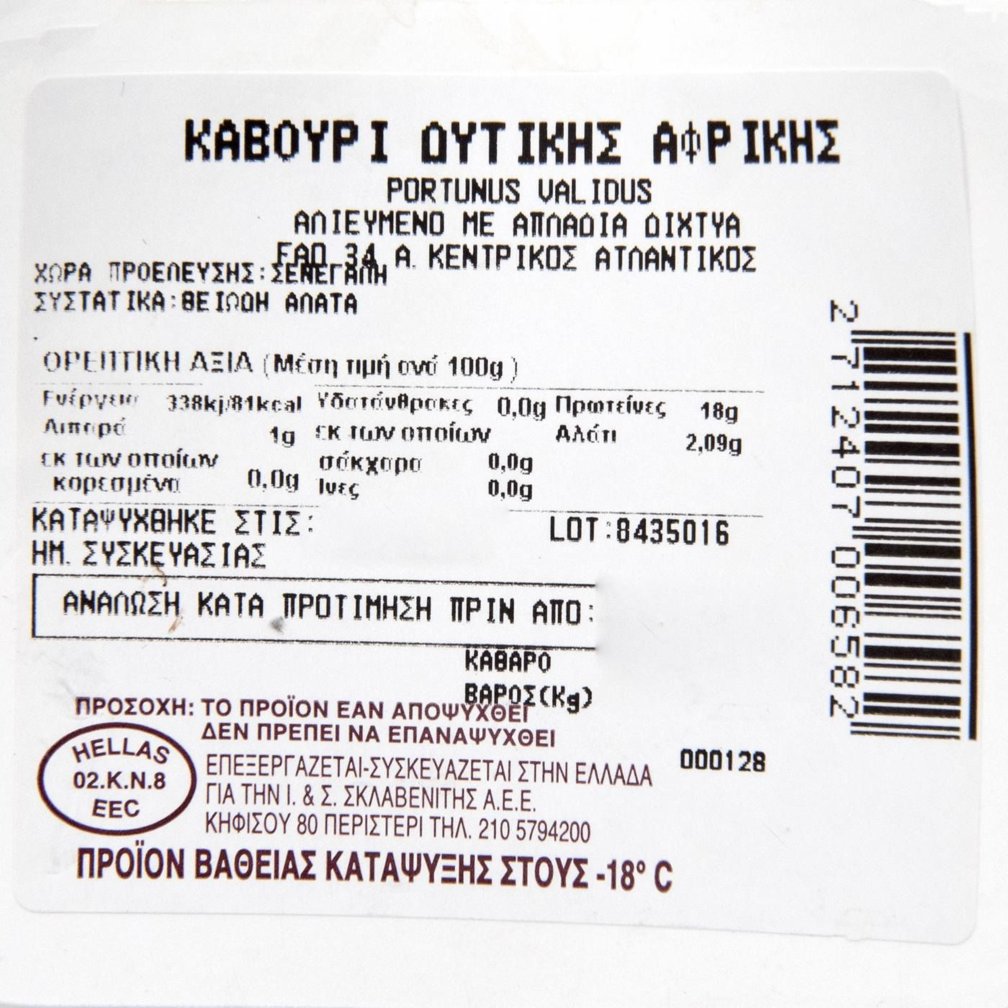 ΚΑΒΟΥΡΙ ΔΥΤΙΚΗΣ ΑΦΡΙΚΗΣ
PORTUNUS VALIDUS
ΑΛΙΕΥΜΕΝΟ ΜΕ ΑΠΛΑΔΙΑ ΔΙΧΤΥΑ
FAO 34 Α. ΚΕΝΤΡΙΚΟΣ ΑΤΛΑΝΤΙΚΟΣ
ΧΩΡΑ ΠΡΟΕΛΕΥΣΗΣ:ΣΕΝΕΓΑΛΗ
ΣΥΣΤΑΤΙΚΑ:ΘΕΙΩΔΗ ΑΛΑΤΑ
ΘΡΕΠΤΙΚΗ ΑΞΙΑ (Μέση τιμή ανά 100g)
Ενέργεια 338kj/81kcal Υδατάνθρακες 0,0g Πρωτεΐνες 18g
Λιπαρά 1g εκ των οποίων Αλάτι 2,09g
εκ των οποίων σάκχαρα 0,0g
κορεσμένα 0,0g Ινες 0,0g
ΚΑΤΑΨΥΧΘΗΚΕ ΣΤΙΣ: LOT:8435016
ΗΜ. ΣΥΣΚΕΥΑΣΙΑΣ
ΑΝΑΛΩΣΗ ΚΑΤΑ ΠΡΟΤΙΜΗΣΗ ΠΡΙΝ ΑΠΟ:
ΚΑΘΑΡΟ
ΒΑΡΟΣ(Kg)
ΠΡΟΣΟΧΗ: ΤΟ ΠΡΟΪΟΝ ΕΑΝ ΑΠΟΨΥΧΘΕΙ
ΔΕΝ ΠΡΕΠΕΙ ΝΑ ΕΠΑΝΑΨΥΧΘΕΙ
000128
HELLAS
02.K.N.8
EEC
ΕΠΕΞΕΡΓΑΖΕΤΑΙ-ΣΥΣΚΕΥΑΖΕΤΑΙ ΣΤΗΝ ΕΛΛΑΔΑ
ΓΙΑ ΤΗΝ Ι. & Σ. ΣΚΛΑΒΕΝΙΤΗΣ Α.Ε.Ε.
ΚΗΦΙΣΟΥ 80 ΠΕΡΙΣΤΕΡΙ ΤΗΛ. 210 5794200
ΠΡΟΪΟΝ ΒΑΘΕΙΑΣ ΚΑΤΑΨΥΞΗΣ ΣΤΟΥΣ -18° C
2 712407 006582